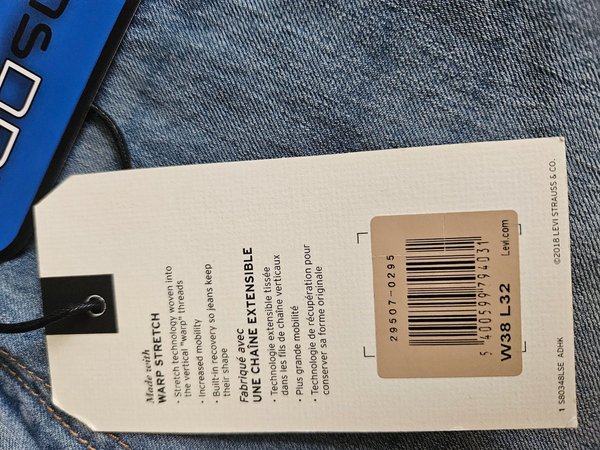 Made with
WARP STRETCH
• Stretch technology woven into
the vertical "warp" threads
• Increased mobility
• Built-in recovery so jeans keep
their shape
Fabriqué avec
UNE CHAÎNE EXTENSIBLE
• Technologie extensible tissée
dans les fils de chaîne verticaux
• Plus grande mobilité
• Technologie de récupération pour
conserver sa forme originale
29507-0295
5 400599 794031
Levi.com
W38 L32
1 S80348LSE ADHK
©2018 LEVI STRAUSS & CO.